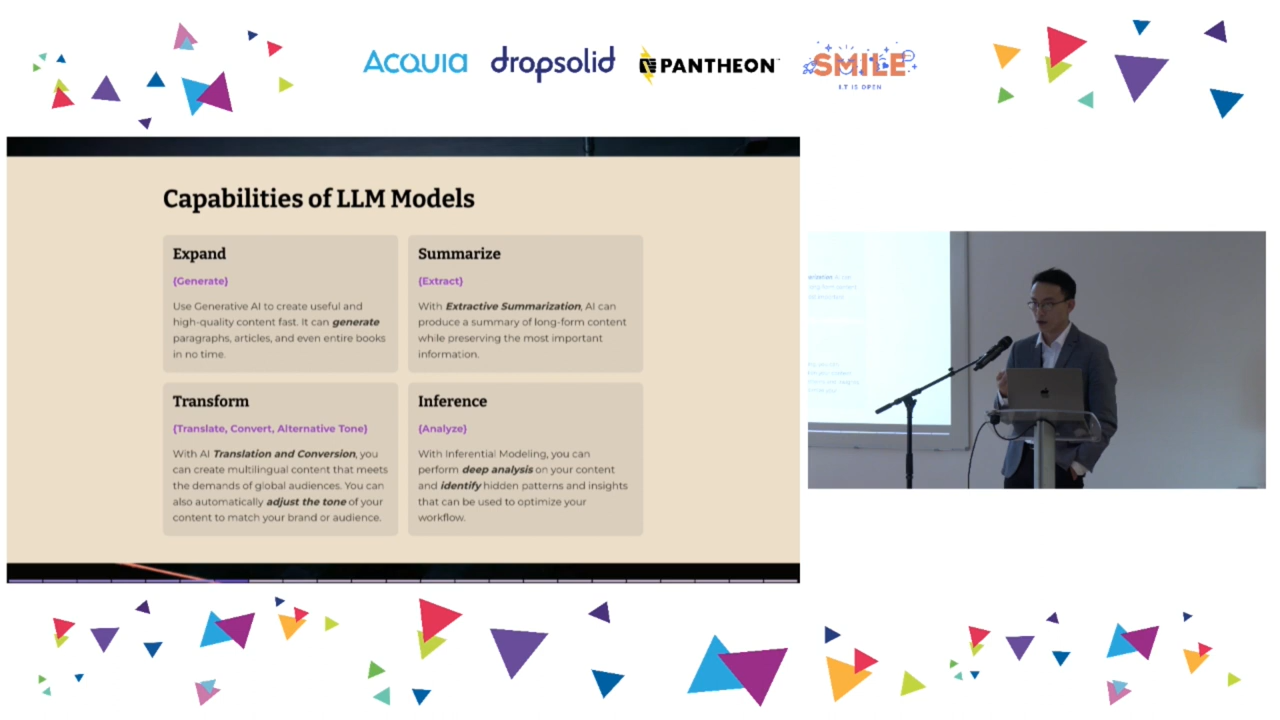 ACQUIA dropsolid PANTHEON SMILE
I.T IS OPEN
Capabilities of LLM Models
Expand
{Generate}
Use Generative AI to create useful and
high-quality content fast. It can generate
paragraphs, articles, and even entire books
in no time.
Summarize
{Extract}
With Extractive Summarization, AI can
produce a summary of long-form content
while preserving the most important
information.
Transform
{Translate, Convert, Alternative Tone}
With AI Translation and Conversion, you
can create multilingual content that meets
the demands of global audiences. You can
also automatically adjust the tone of your
content to match your brand or audience.
Inference
{Analyze}
With Inferential Modeling, you can
perform deep analysis on your content
and identify hidden patterns and insights
that can be used to optimize your
workflow.